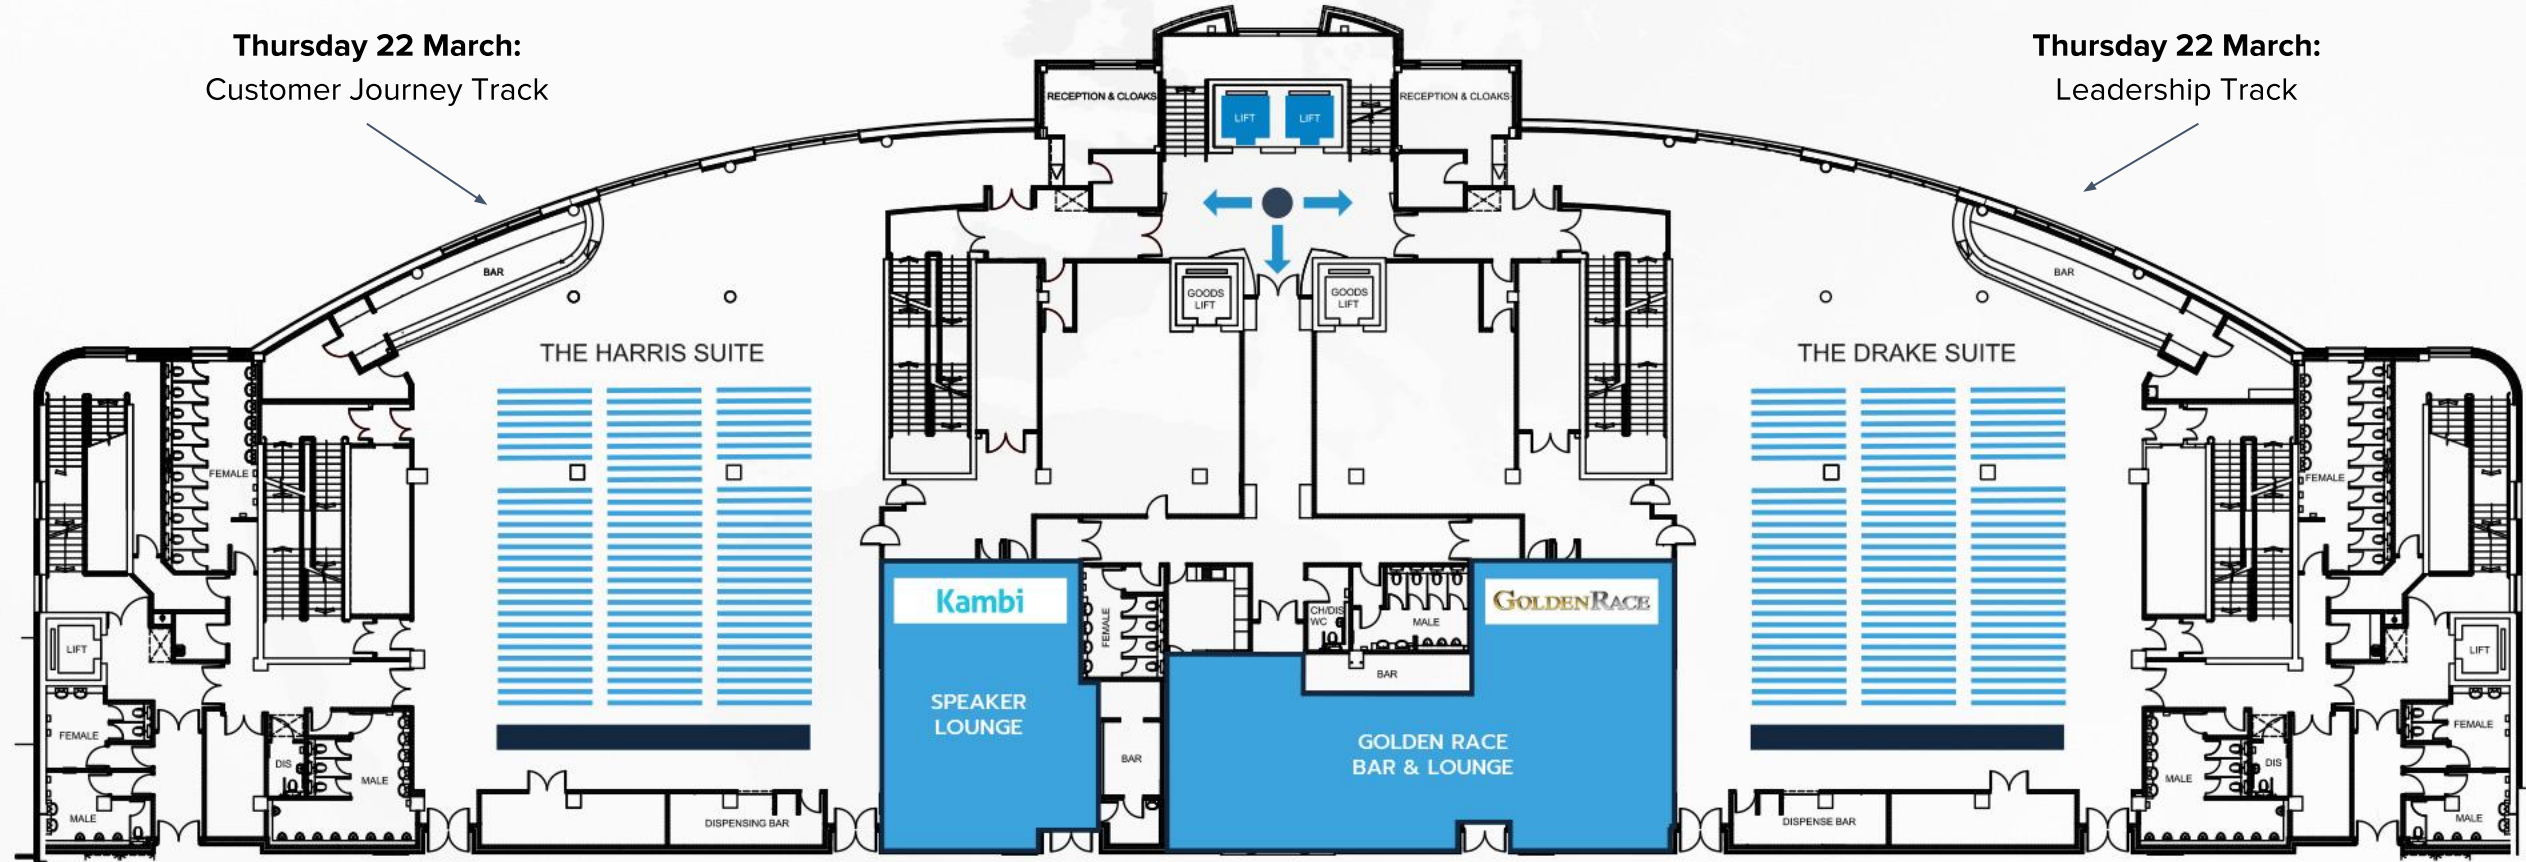 Thursday 22 March:
Customer Journey Track
Thursday 22 March:
Leadership Track
RECEPTION & CLOAKS
LIFT
LIFT
RECEPTION & CLOAKS
BAR
GOODS
LIFT
GOODS
LIFT
BAR
THE HARRIS SUITE
THE DRAKE SUITE
FEMALE
FEMALE
Kambi
FEMALE
CH/DIS
WC
MALE
GOLDENRACE
LIFT
LIFT
BAR
SPEAKER
LOUNGE
FEMALE
FEMALE
GOLDEN RACE
BAR & LOUNGE
BAR
DIS
MALE
MALE
DIS
MALE
DISPENSING BAR
DISPENSE BAR
MALE